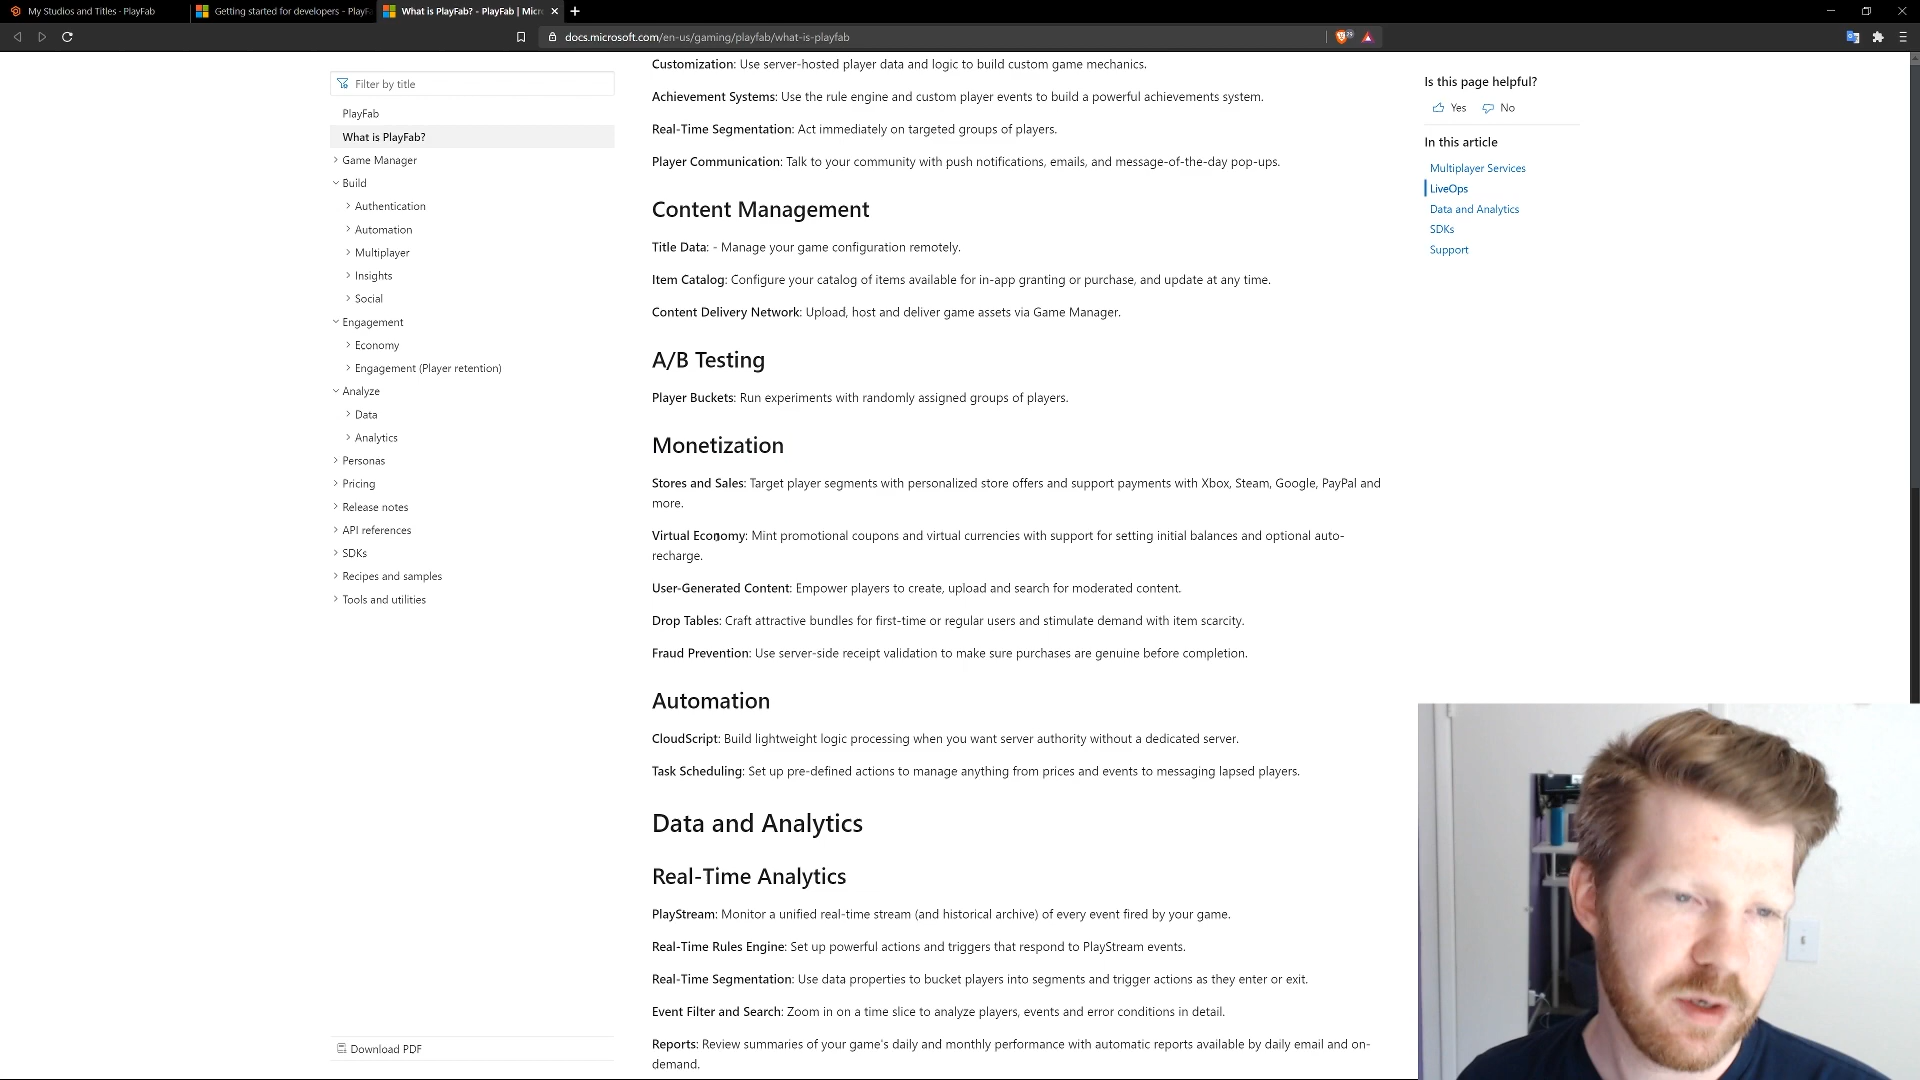 My Studios and Titles - PlayFab
Getting started for developers - PlayF
What is PlayFab? - PlayFab | Micr
docs.microsoft.com/en-us/gaming/playfab/what-is-playfab
Filter by title
PlayFab
What is PlayFab?
Game Manager
Build
Authentication
Automation
Multiplayer
Insights
Social
Engagement
Economy
Engagement (Player retention)
Analyze
Data
Analytics
Personas
Pricing
Release notes
API references
SDKs
Recipes and samples
Tools and utilities
Download PDF
Customization: Use server-hosted player data and logic to build custom game mechanics.
Achievement Systems: Use the rule engine and custom player events to build a powerful achievements system.
Real-Time Segmentation: Act immediately on targeted groups of players.
Player Communication: Talk to your community with push notifications, emails, and message-of-the-day pop-ups.
Content Management
Title Data: - Manage your game configuration remotely.
Item Catalog: Configure your catalog of items available for in-app granting or purchase, and update at any time.
Content Delivery Network: Upload, host and deliver game assets via Game Manager.
A/B Testing
Player Buckets: Run experiments with randomly assigned groups of players.
Monetization
Stores and Sales: Target player segments with personalized store offers and support payments with Xbox, Steam, Google, PayPal and
more.
Virtual Economy: Mint promotional coupons and virtual currencies with support for setting initial balances and optional auto-
recharge.
User-Generated Content: Empower players to create, upload and search for moderated content.
Drop Tables: Craft attractive bundles for first-time or regular users and stimulate demand with item scarcity.
Fraud Prevention: Use server-side receipt validation to make sure purchases are genuine before completion.
Automation
CloudScript: Build lightweight logic processing when you want server authority without a dedicated server.
Task Scheduling: Set up pre-defined actions to manage anything from prices and events to messaging lapsed players.
Data and Analytics
Real-Time Analytics
PlayStream: Monitor a unified real-time stream (and historical archive) of every event fired by your game.
Real-Time Rules Engine: Set up powerful actions and triggers that respond to PlayStream events.
Real-Time Segmentation: Use data properties to bucket players into segments and trigger actions as they enter or exit.
Event Filter and Search: Zoom in on a time slice to analyze players, events and error conditions in detail.
Reports: Review summaries of your game's daily and monthly performance with automatic reports available by daily email and on-
demand.
Is this page helpful?
Yes No
In this article
Multiplayer Services
LiveOps
Data and Analytics
SDKs
Support